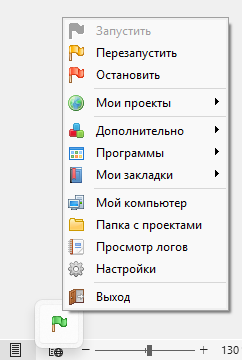 Запустить
Перезапустить
Остановить
Мои проекты
Дополнительно
Программы
Мои закладки
Мой компьютер
Папка с проектами
Просмотр логов
Настройки
Выход
130